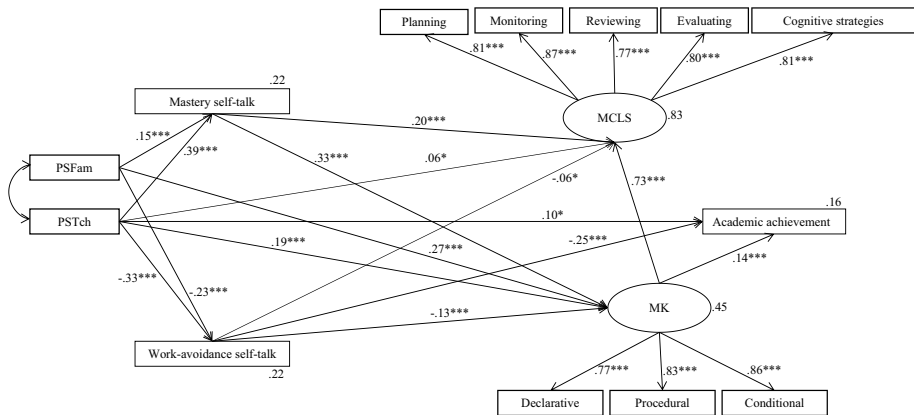 Planning
Monitoring
Reviewing
Evaluating
Cognitive strategies
.81***
.87***
.77***
.80***
.81***
.22
Mastery self-talk
MCLS
.83
.15***
.20***
PSFam
.39***
.33***
.06*
-.06*
.73***
PSTch
.16
.10*
Academic achievement
.19***
.27***
-.25***
.14***
-.33***
-.23***
-.13***
MK
.45
Work-avoidance self-talk
.22
.77***
.83***
.86***
Declarative
Procedural
Conditional